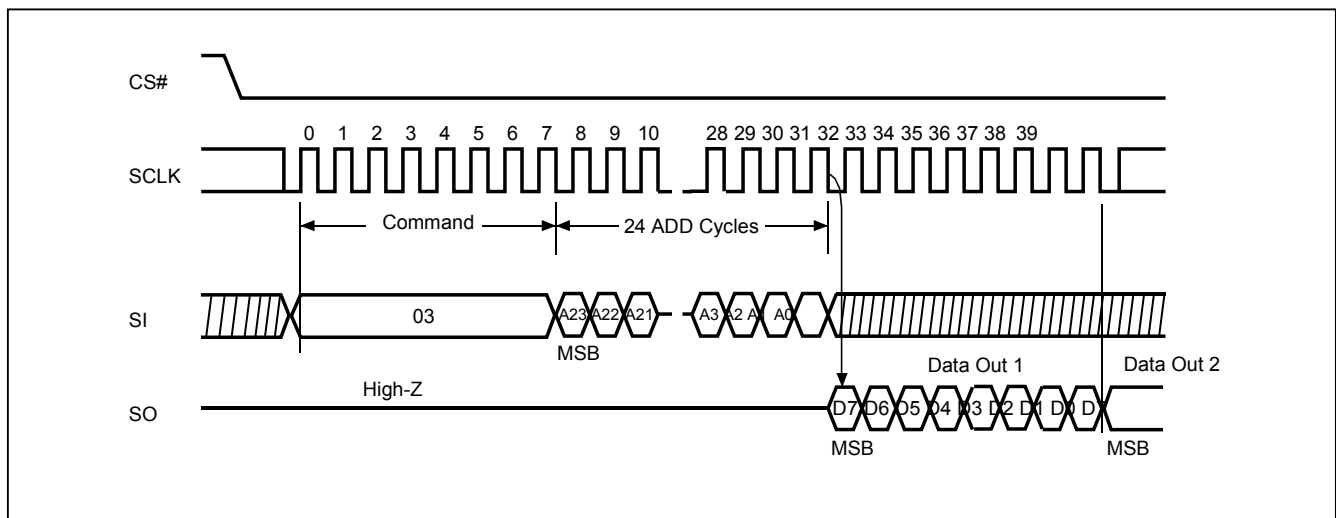 CS#
0 1 2 3 4 5 6 7 8 9 10 28 29 30 31 32 33 34 35 36 37 38 39
SCLK
Command
24 ADD Cycles
SI
03
A23 A22 A21 A3 A2 A1 A0
MSB
Data Out 1
Data Out 2
High-Z
SO
D7 D6 D5 D4 D3 D2 D1 D0 D
MSB
MSB